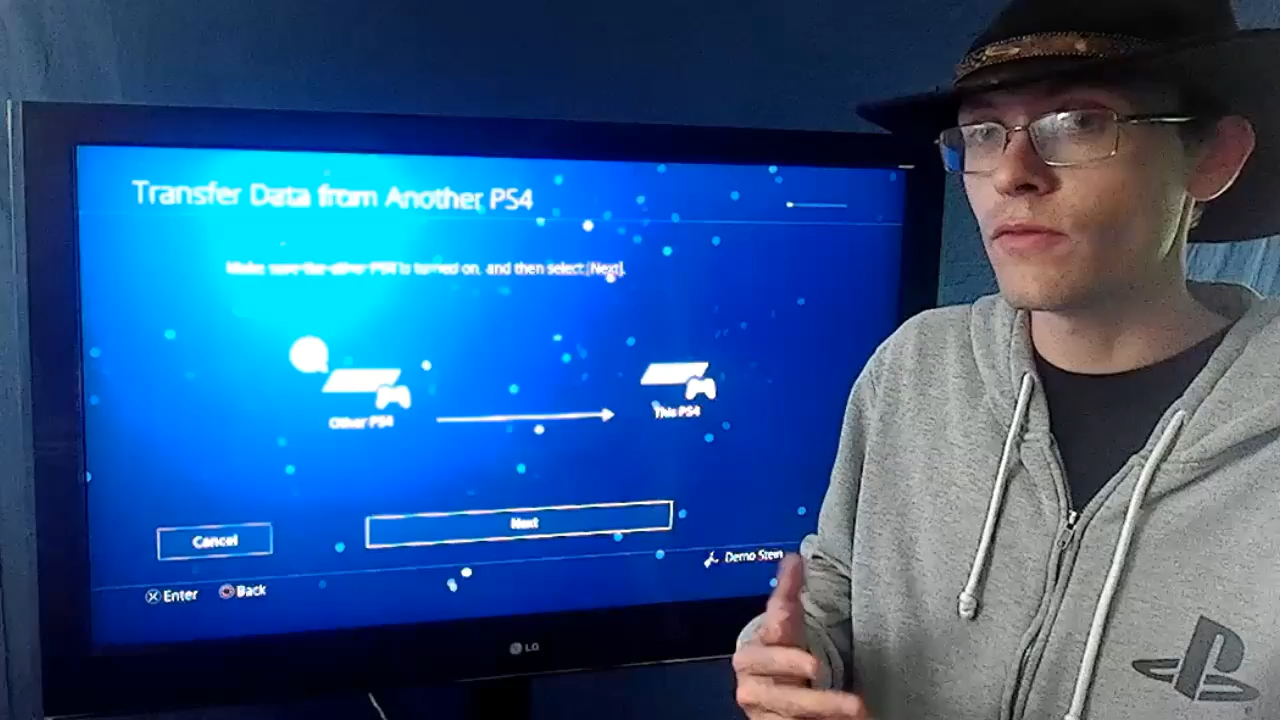 Transfer Data from Another PS4
Make sure the other PS4 is turned on, and then select [Next].
Other PS4
This PS4
Next
Cancel
Demo Stein
Enter
Back
LG